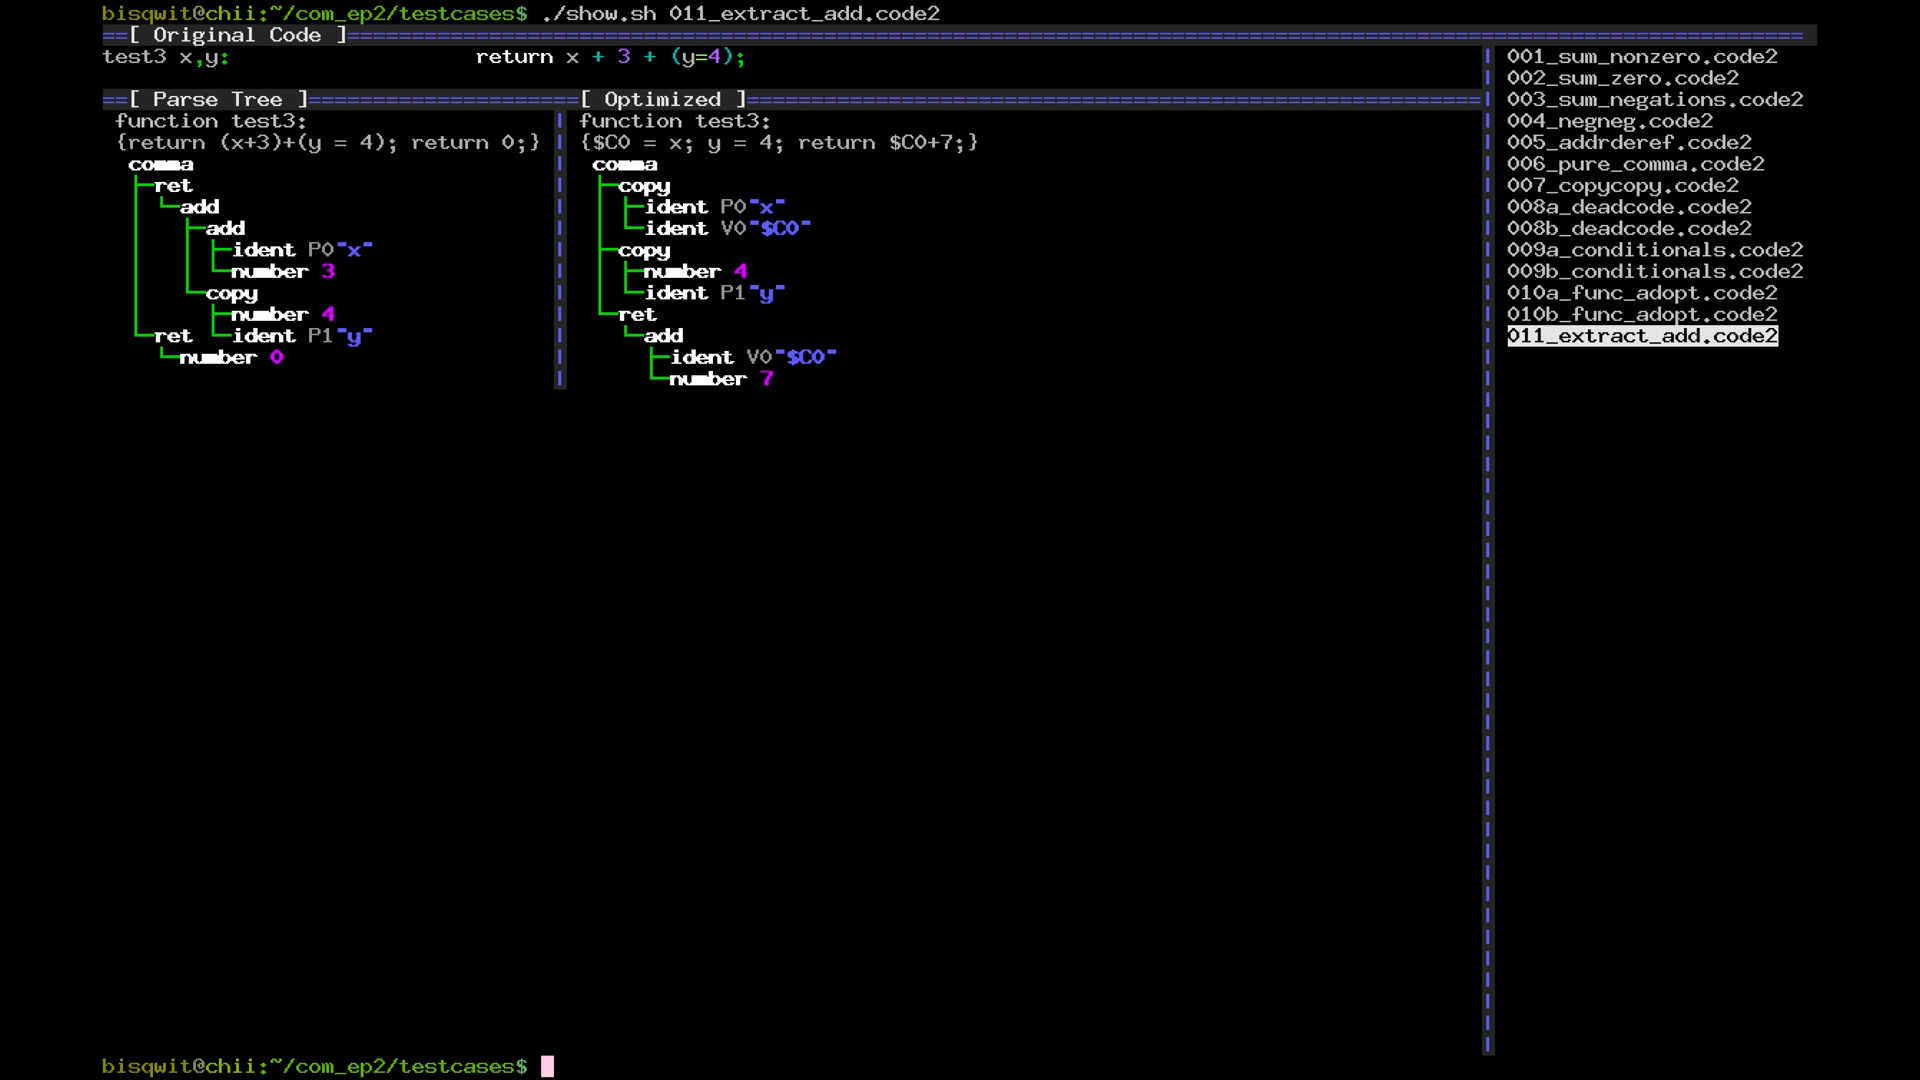 bisqwit@chii:~/com_ep2/testcases$ ./show.sh 011_extract_add.code2
==[ Original Code ]==
test3 x,y: return x + 3 + (y=4);
==[ Parse Tree ]==
function test3:
{return (x+3)+(y = 4); return 0;}
comma
ret
add
add
ident P0"x"
number 3
copy
number 4
ret ident P1"y"
number 0
[ Optimized ]==
function test3:
{$C0 = x; y = 4; return $C0+7;}
comma
copy
ident P0"x"
ident V0"$C0"
copy
number 4
ident P1"y"
ret
add
ident V0"$C0"
number 7
001_sum_nonzero.code2
002_sum_zero.code2
003_sum_negations.code2
004_negneg.code2
005_addrderef.code2
006_pure_comma.code2
007_copycopy.code2
008a_deadcode.code2
008b_deadcode.code2
009a_conditionals.code2
009b_conditionals.code2
010a_func_adopt.code2
010b_func_adopt.code2
011_extract_add.code2
bisqwit@chii:~/com_ep2/testcases$